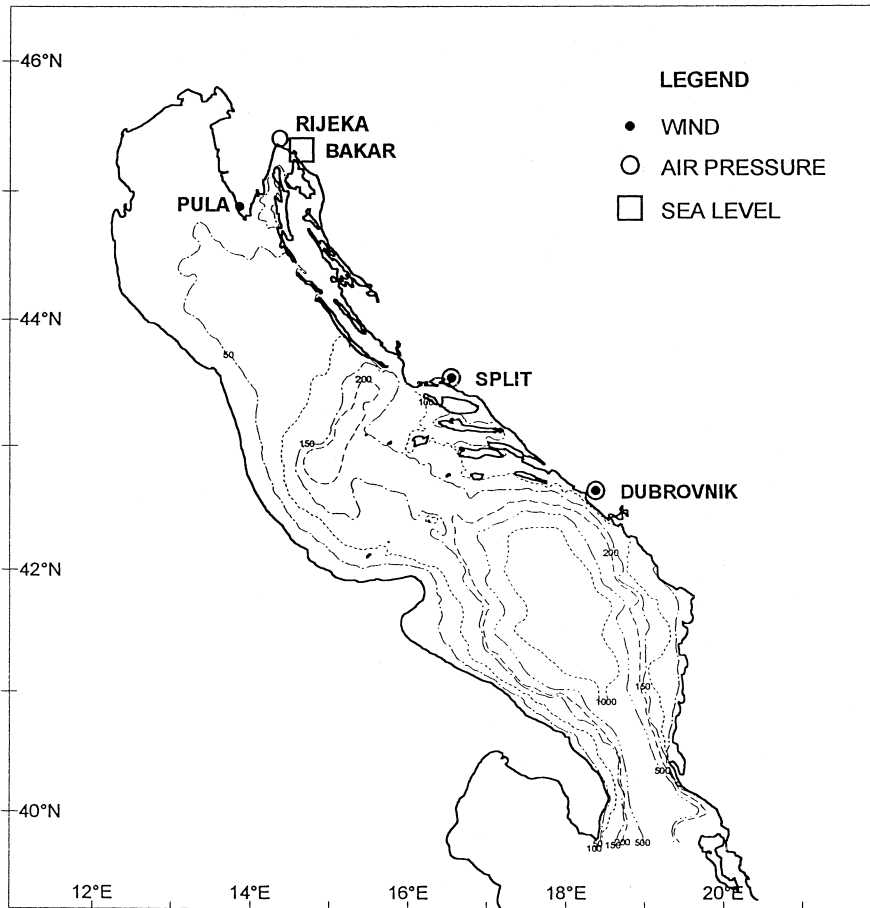 46°N
LEGEND
WIND
AIR PRESSURE
SEA LEVEL
RIJEKA
BAKAR
PULA
44°N
50
200
SPLIT
100
150
DUBROVNIK
42°N
200
150
1000
500
40°N
50
100 150 200 500
12°E 14°E 16°E 18°E 20°E